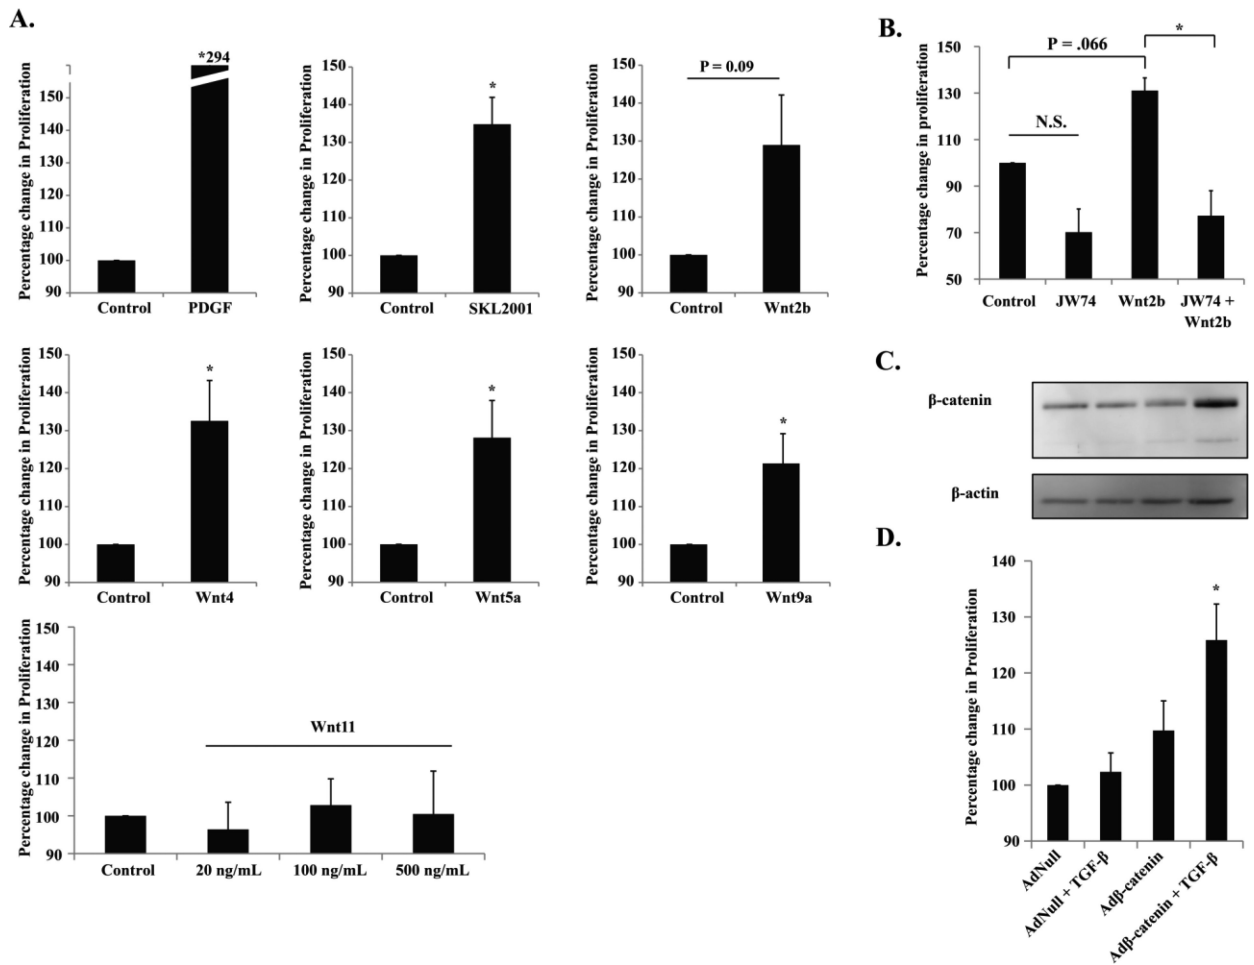 A.
Percentage change in Proliferation
150
140
130
120
110
100
90
*294
Control
PDGF
Percentage change in Proliferation
150
140
130
120
110
100
90
*
Control
SKL2001
Percentage change in Proliferation
150
140
130
120
110
100
90
P = 0.09
Control
Wnt2b
Percentage change in Proliferation
150
140
130
120
110
100
90
*
Control
Wnt4
Percentage change in Proliferation
150
140
130
120
110
100
90
*
Control
Wnt5a
Percentage change in Proliferation
150
140
130
120
110
100
90
*
Control
Wnt9a
Percentage change in Proliferation
150
140
130
120
110
100
90
Wnt11
Control
20 ng/mL
100 ng/mL
500 ng/mL
B.
Percentage change in proliferation
150
130
110
90
70
50
P = .066
*
N.S.
Control
JW74
Wnt2b
JW74 +
Wnt2b
C.
β-catenin
β-actin
D.
Percentage change in Proliferation
140
130
120
110
100
90
*
AdNull
AdNull + TGF-β
Adβ-catenin
Adβ-catenin + TGF-β